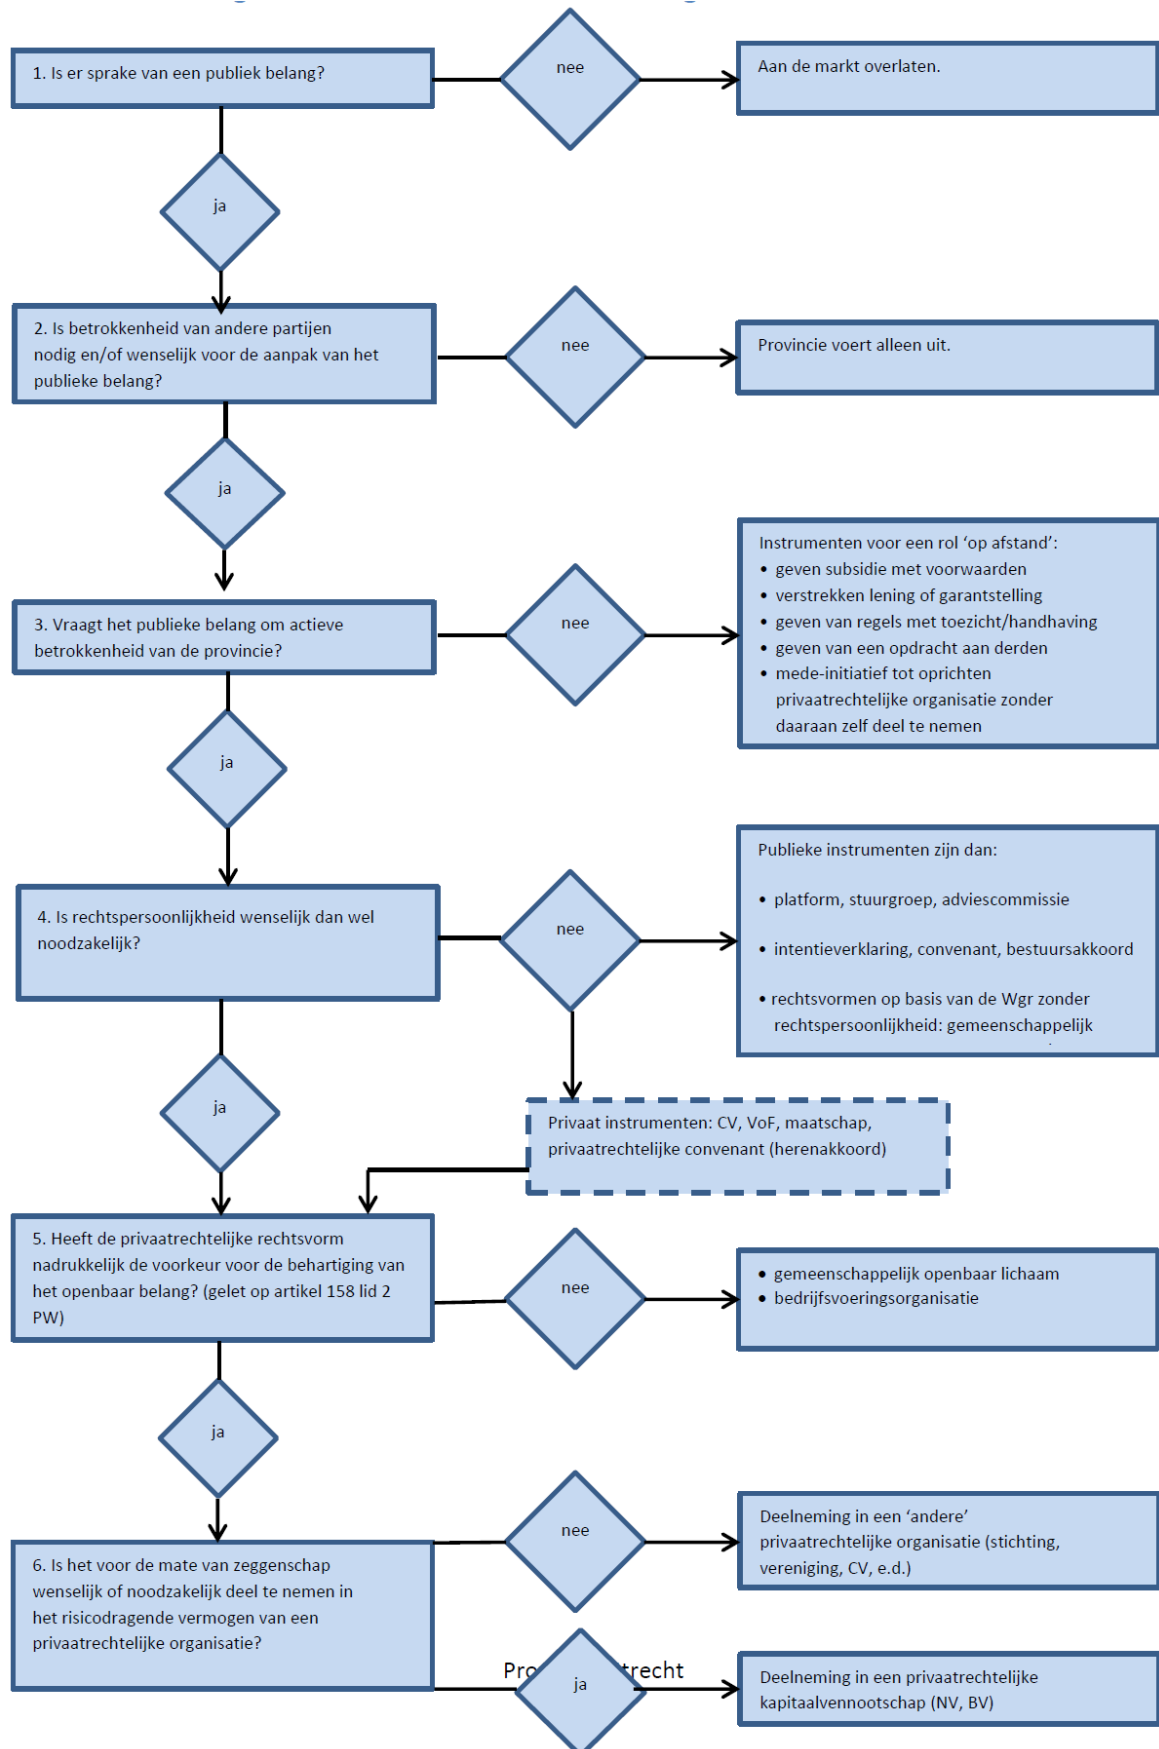 1. Is er sprake van een publiek belang?
nee
Aan de markt overlaten.
ja
2. Is betrokkenheid van andere partijen
nodig en/of wenselijk voor de aanpak van het
publieke belang?
nee
Provincie voert alleen uit.
ja
3. Vraagt het publieke belang om actieve
betrokkenheid van de provincie?
nee
Instrumenten voor een rol ‘op afstand’:
• geven subsidie met voorwaarden
• verstrekken lening of garantstelling
• geven van regels met toezicht/handhaving
• geven van een opdracht aan derden
• mede-initiatief tot oprichten
privaatrechtelijke organisatie zonder
daaraan zelf deel te nemen
ja
4. Is rechtspersoonlijkheid wenselijk dan wel
noodzakelijk?
nee
Publieke instrumenten zijn dan:
• platform, stuurgroep, adviescommissie
• intentieverklaring, convenant, bestuursakkoord
• rechtsvormen op basis van de Wgr zonder
rechtspersoonlijkheid: gemeenschappelijk
ja
Privaat instrumenten: CV, VoF, maatschap,
privaatrechtelijke convenant (herenakkoord)
5. Heeft de privaatrechtelijke rechtsvorm
nadrukkelijk de voorkeur voor de behartiging van
het openbaar belang? (gelet op artikel 158 lid 2
PW)
nee
• gemeenschappelijk openbaar lichaam
• bedrijfsvoeringsorganisatie
ja
6. Is het voor de mate van zeggenschap
wenselijk of noodzakelijk deel te nemen in
het risicodragende vermogen van een
privaatrechtelijke organisatie?
nee
Deelneming in een ‘andere’
privaatrechtelijke organisatie (stichting,
vereniging, CV, e.d.)
ja
Deelneming in een privaatrechtelijke
kapitaalvennootschap (NV, BV)